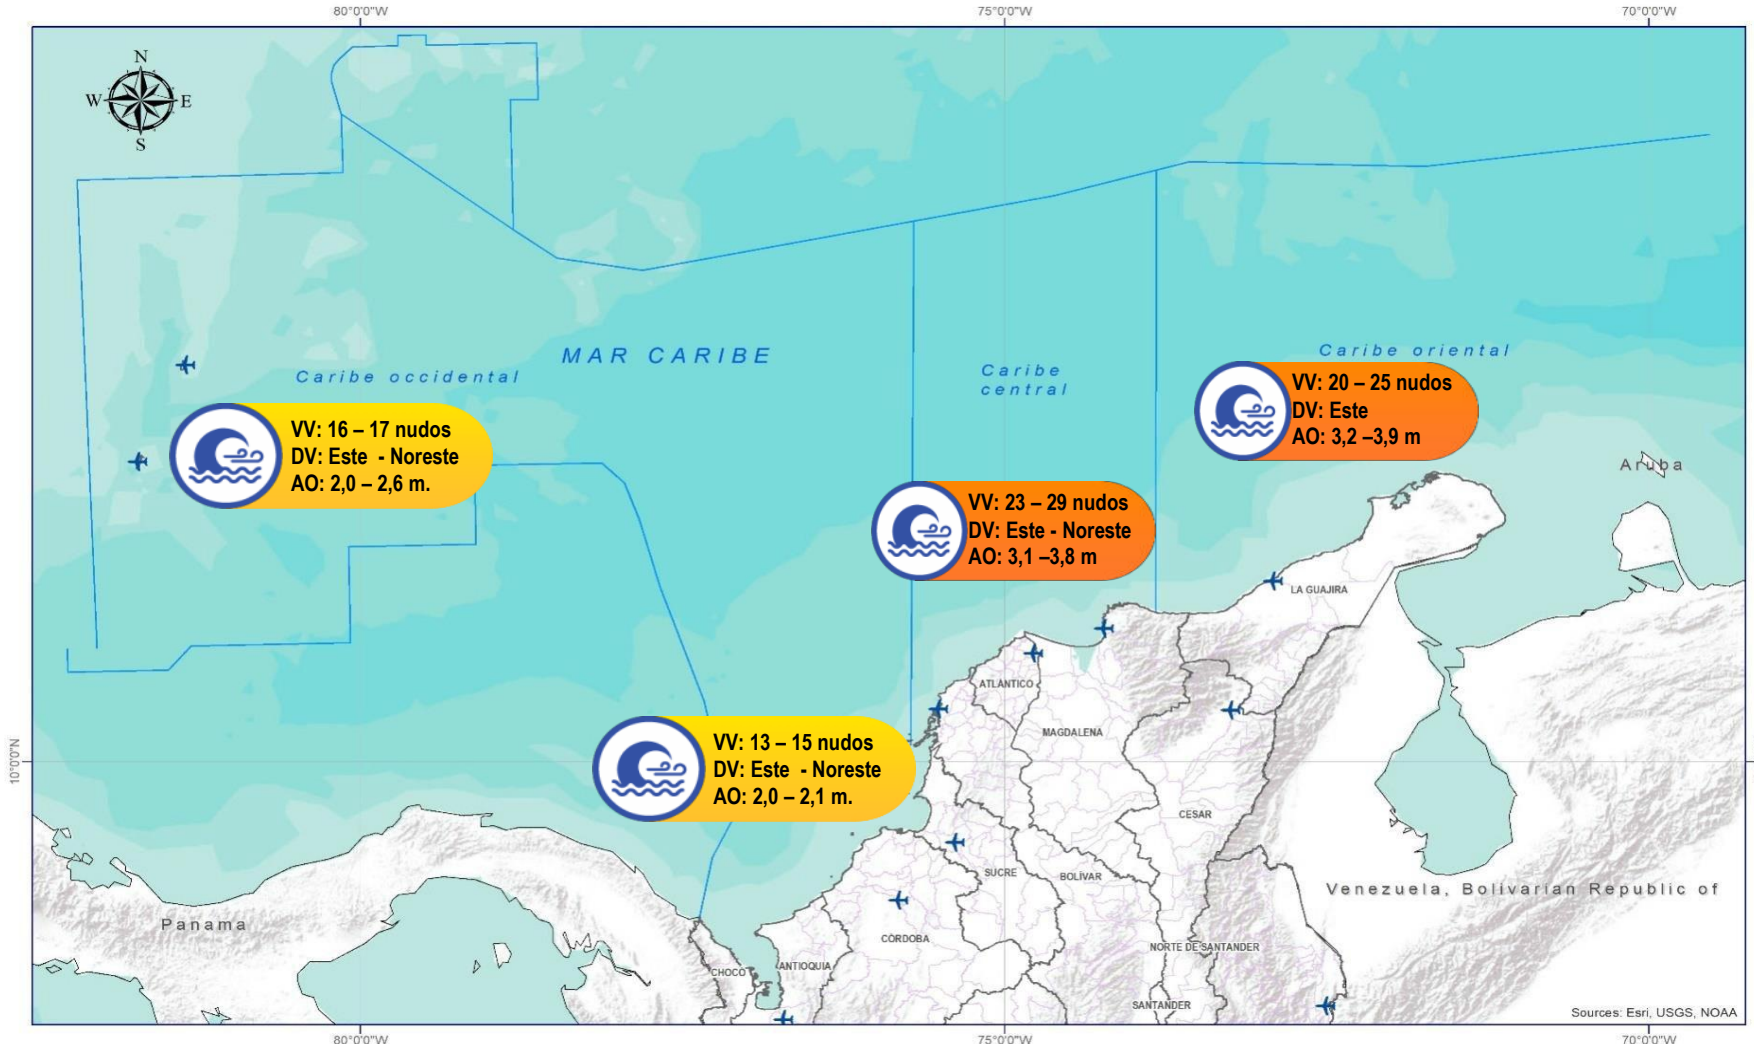 80°0'0"W
75°0'0"W
70°0'0"W
N
W
E
S
MAR CARIBE
Caribe occidental
Caribe
central
Caribe oriental
VV: 20 – 25 nudos
DV: Este
AO: 3,2 –3,9 m
VV: 16 – 17 nudos
DV: Este - Noreste
AO: 2,0 – 2,6 m.
Aruba
VV: 23 – 29 nudos
DV: Este - Noreste
AO: 3,1 –3,8 m
LA GUAJIRA
ATLÁNTICO
MAGDALENA
VV: 13 – 15 nudos
DV: Este - Noreste
AO: 2,0 – 2,1 m.
10°0'0"N
CESAR
SUCRE
BOLÍVAR
Venezuela, Bolivarian Republic of
Panama
CÓRDOBA
NORTE DE SANTANDER
CHOCÓ
ANTIOQUIA
SANTANDER
Sources: Esri, USGS, NOAA
80°0'0"W
75°0'0"W
70°0'0"W